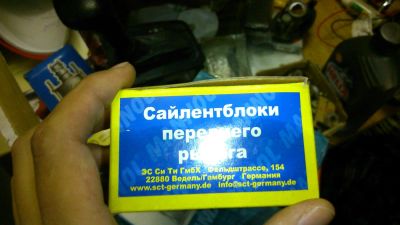 Сайлентблоки
переднего
рычага
ЭС Си Ти ГмбХ Фельдштрассе, 154
22880 Ведель/Гамбург Германия
www.sct-germany.de info@sct-germany.de